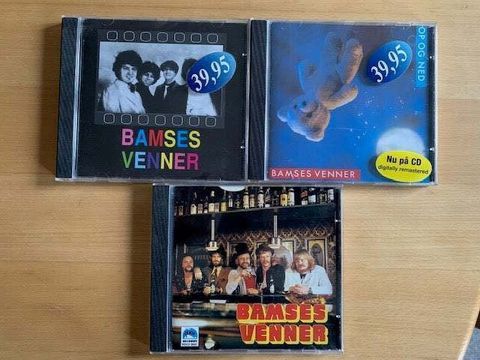 39,95
BAMSES
VENNER
OP OG NED
39,95
BAMSES VENNER
Nu på CD
digitally remastered
BAMSES
VENNER